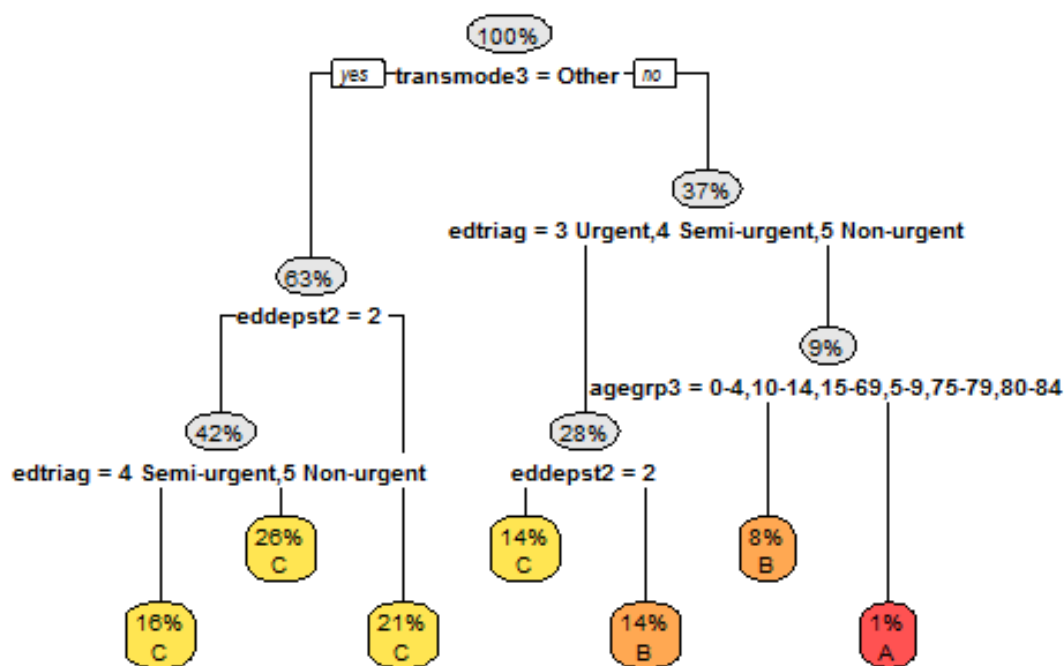 100%
yes transmode3 = Other no
37%
edtriag = 3 Urgent,4 Semi-urgent,5 Non-urgent
63%
eddepst2 = 2
9%
agegrp3 = 0-4,10-14,15-69,5-9,75-79,80-84
42%
28%
edtriag = 4 Semi-urgent,5 Non-urgent
eddepst2 = 2
26%
C
14%
C
8%
B
16%
C
21%
C
14%
B
1%
A